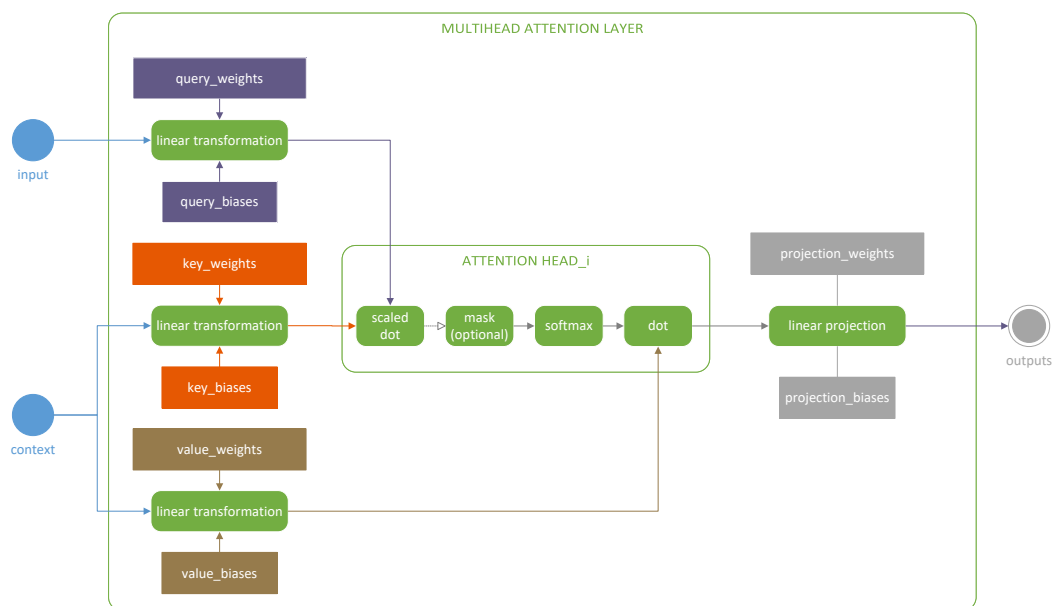 MULTIHEAD ATTENTION LAYER
query_weights
linear transformation
input
query_biases
key_weights
ATTENTION HEAD_i
projection_weights
linear transformation
scaled
dot
mask
(optional)
softmax
dot
linear projection
outputs
key_biases
projection_biases
context
value_weights
linear transformation
value_biases